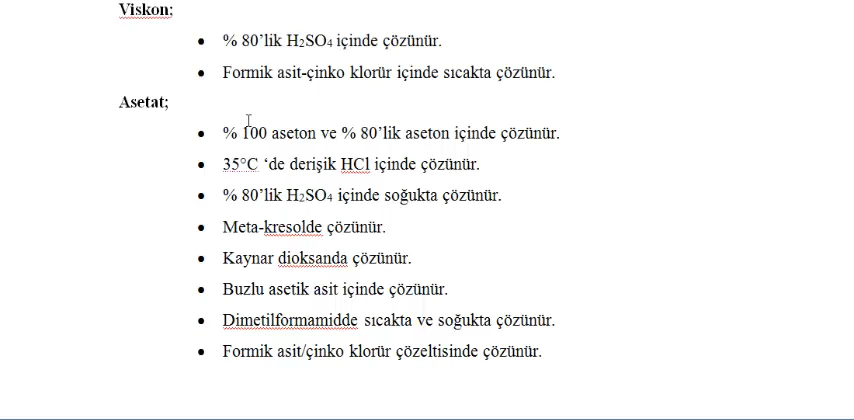 Viskon;
• % 80’lik H2SO4 içinde çözünür.
• Formik asit-çinko klorür içinde sıcakta çözünür.
Asetat;
• % 100 aseton ve % 80’lik aseton içinde çözünür.
• 35°C ‘de derişik HCl içinde çözünür.
• % 80’lik H2SO4 içinde soğukta çözünür.
• Meta-kresolde çözünür.
• Kaynar dioksanda çözünür.
• Buzlu asetik asit içinde çözünür.
• Dimetilformamidde sıcakta ve soğukta çözünür.
• Formik asit/çinko klorür çözeltisinde çözünür.